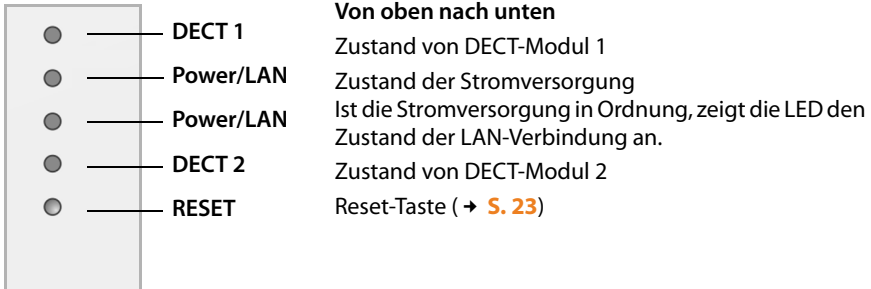 DECT 1
Power/LAN
Power/LAN
DECT 2
RESET
Von oben nach unten
Zustand von DECT-Modul 1
Zustand der Stromversorgung
Ist die Stromversorgung in Ordnung, zeigt die LED den
Zustand der LAN-Verbindung an.
Zustand von DECT-Modul 2
Reset-Taste ( ➔ S. 23)